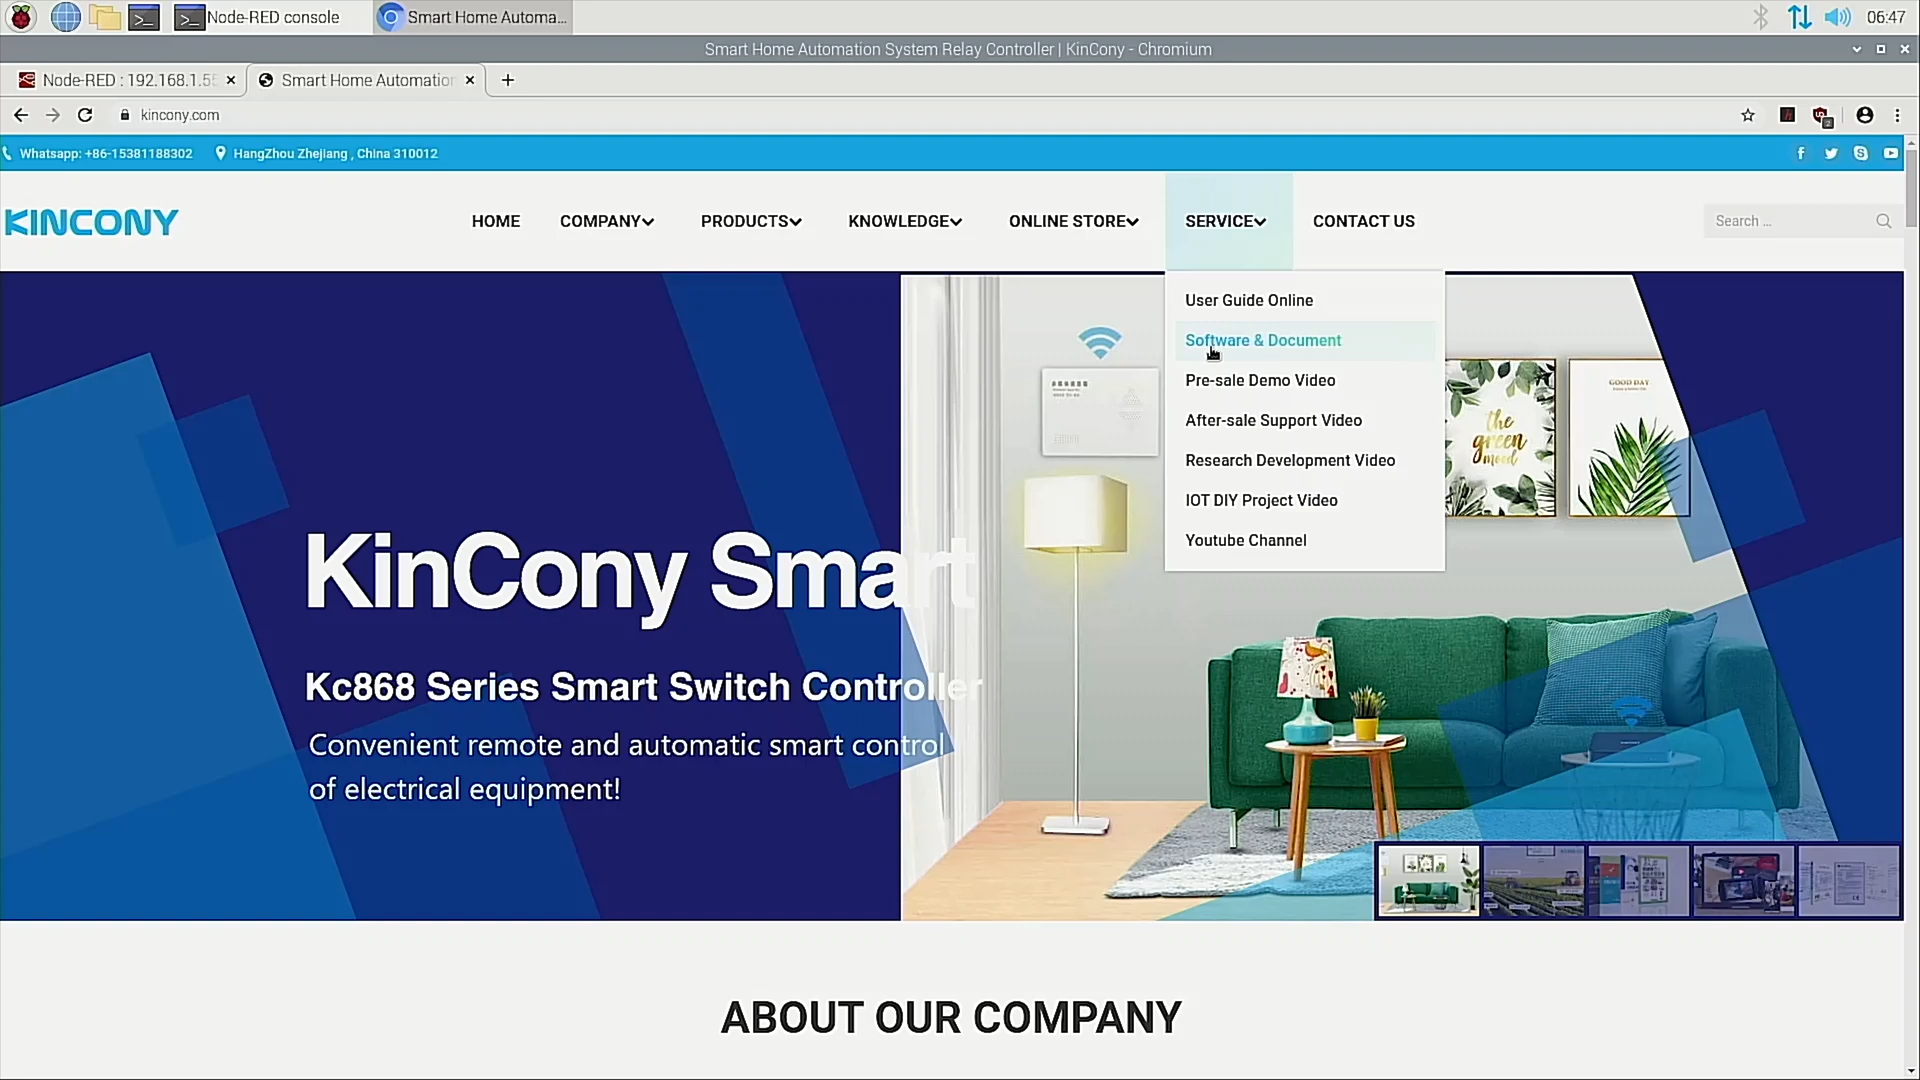 Node-RED console
Smart Home Automa...
06:47
Smart Home Automation System Relay Controller | KinCony - Chromium
Node-RED : 192.168.1.55
Smart Home Automation
kincony.com
Whatsapp: +86-15381188302
HangZhou Zhejiang , China 310012
KINCONY
HOME
COMPANY
PRODUCTS
KNOWLEDGE
ONLINE STORE
SERVICE
CONTACT US
Search ...
User Guide Online
Software & Document
Pre-sale Demo Video
After-sale Support Video
Research Development Video
IOT DIY Project Video
Youtube Channel
the
green
mood
GOOD DAY
KinCony Smart
Kc868 Series Smart Switch Controller
Convenient remote and automatic smart control
of electrical equipment!
ABOUT OUR COMPANY